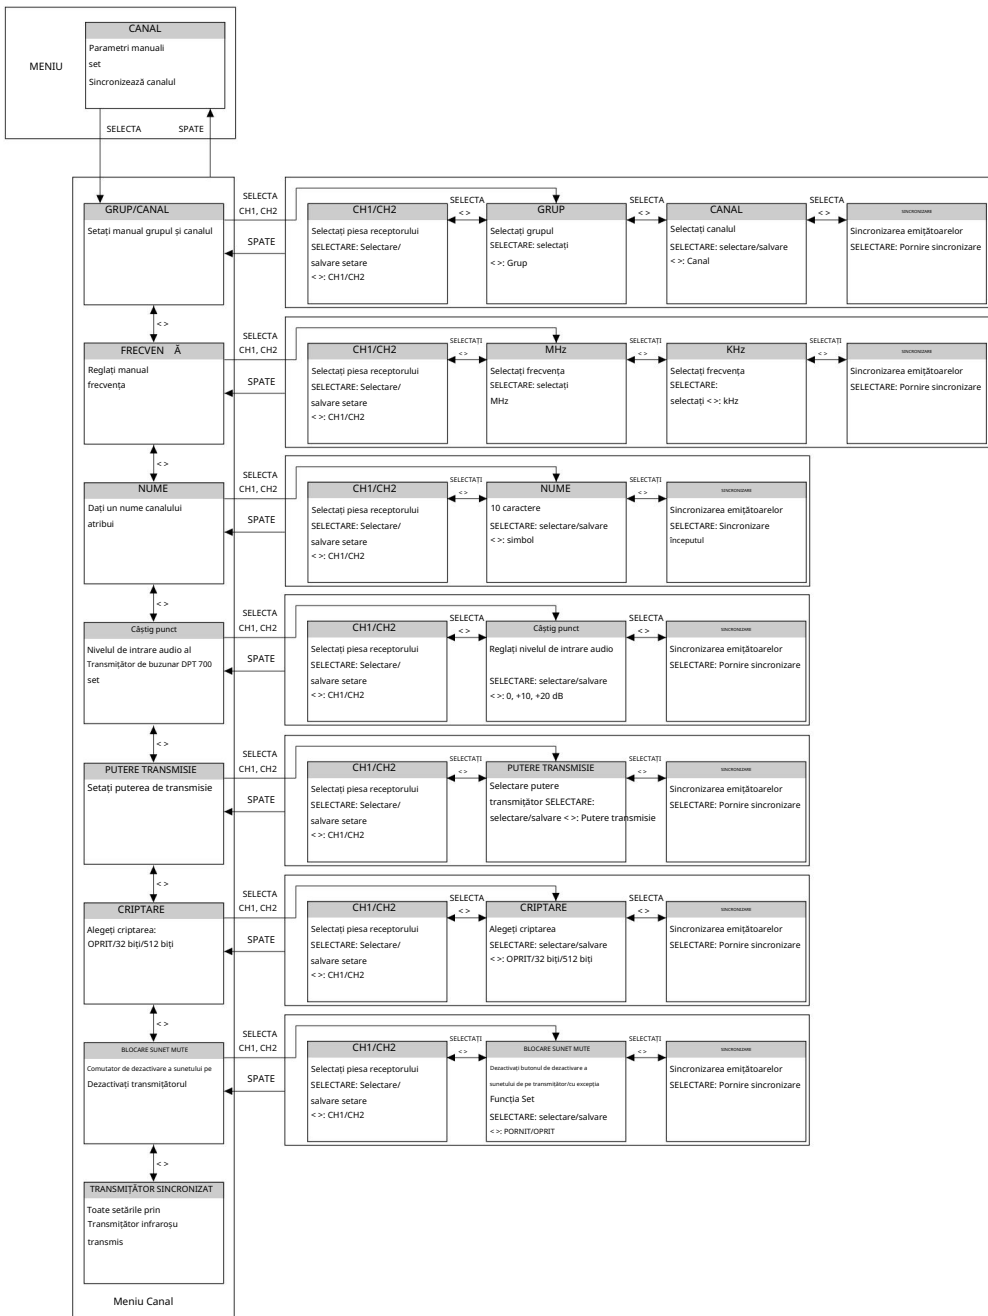 CANAL
Parametri manuali
set
Sincronizează canalul
MENIU
SELECTA
SPATE
GRUP/CANAL
Setați manual grupul și canalul
SELECTA
CH1, CH2
SPATE
CH1/CH2
Selectați piesa receptorului
SELECTARE: Selectare/
salvare setare
< >: CH1/CH2
SELECTA
< >
GRUP
Selectați grupul
SELECTARE: selectați
< >: Grup
SELECTA
< >
CANAL
Selectați canalul
SELECTARE: selectare/salvare
< >: Canal
SELECTA
< >
SINCRONIZARE
Sincronizarea emițătoarelor
SELECTARE: Pornire sincronizare
< >
FRECVEN Ă
Reglați manual
frecvența
SELECTA
CH1, CH2
SPATE
CH1/CH2
Selectați piesa receptorului
SELECTARE: Selectare/
salvare setare
< >: CH1/CH2
SELECTAȚI
< >
MHz
Selectați frecvența
SELECTARE: selectați
MHz
SELECTAȚI
< >
KHz
Selectați frecvența
SELECTARE:
selectați < >: kHz
SELECTAȚI
< >
SINCRONIZARE
Sincronizarea emițătoarelor
SELECTARE: Pornire sincronizare
< >
NUME
Dați un nume canalului
atribui
SELECTA
CH1, CH2
SPATE
CH1/CH2
Selectați piesa receptorului
SELECTARE: Selectare/
salvare setare
< >: CH1/CH2
SELECTAȚI
< >
NUME
10 caractere
SELECTARE: selectare/salvare
< >: simbol
SELECTAȚI
< >
SINCRONIZARE
Sincronizarea emițătoarelor
SELECTARE: Sincronizare
începutul
< >
Câștig punct
Nivelul de intrare audio al
Transmițător de buzunar DPT 700
set
SELECTA
CH1, CH2
SPATE
CH1/CH2
Selectați piesa receptorului
SELECTARE: Selectare/
salvare setare
< >: CH1/CH2
SELECTA
< >
Câștig punct
Reglați nivelul de intrare audio
SELECTARE: selectare/salvare
< >: 0, +10, +20 dB
SELECTA
< >
SINCRONIZARE
Sincronizarea emițătoarelor
SELECTARE: Pornire sincronizare
< >
PUTERE TRANSMISIE
Setați puterea de transmisie
SELECTA
CH1, CH2
SPATE
CH1/CH2
Selectați piesa receptorului
SELECTARE: Selectare/
salvare setare
< >: CH1/CH2
SELECTAȚI
< >
PUTERE TRANSMISIE
Selectare putere
transmițător SELECTARE:
selectare/salvare < >: Putere transmisie
SELECTAȚI
< >
SINCRONIZARE
Sincronizarea emițătoarelor
SELECTARE: Pornire sincronizare
< >
CRIPTARE
Alegeți criptarea:
OPRIT/32 biți/512 biți
SELECTA
CH1, CH2
SPATE
CH1/CH2
Selectați piesa receptorului
SELECTARE: Selectare/
salvare setare
< >: CH1/CH2
SELECTA
< >
CRIPTARE
Alegeți criptarea
SELECTARE: selectare/salvare
< >: OPRIT/32 biți/512 biți
SELECTA
< >
SINCRONIZARE
Sincronizarea emițătoarelor
SELECTARE: Pornire sincronizare
< >
BLOCARE SUNET MUTE
Comutator de dezactivare a sunetului pe
Dezactivați transmițătorul
SELECTA
CH1, CH2
SPATE
CH1/CH2
Selectați piesa receptorului
SELECTARE: Selectare/
salvare setare
< >: CH1/CH2
SELECTAȚI
< >
BLOCARE SUNET MUTE
Dezactivați butonul de dezactivare a
sunetului de pe transmițător/cu excepția
Funcția Set
SELECTARE: selectare/salvare
< >: PORNIT/OPRIT
SELECTAȚI
< >
SINCRONIZARE
Sincronizarea emițătoarelor
SELECTARE: Pornire sincronizare
< >
TRANSMIȚĂTOR SINCRONIZAT
Toate setările prin
Transmițător infraroșu
transmis
Meniu Canal